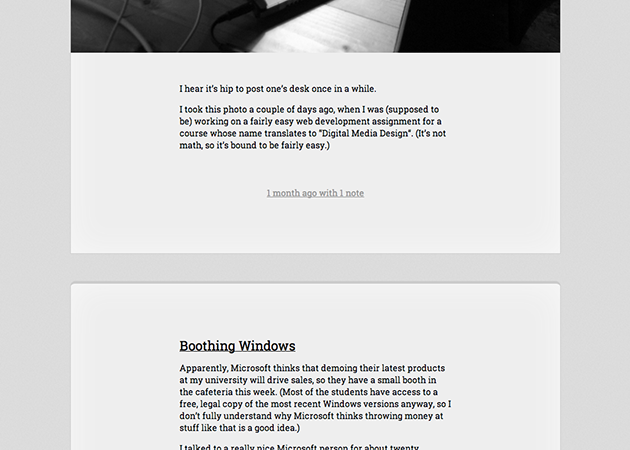 I hear it’s hip to post one’s desk once in a while.
I took this photo a couple of days ago, when I was (supposed to
be) working on a fairly easy web development assignment for a
course whose name translates to “Digital Media Design”. (It’s not
math, so it’s bound to be fairly easy.)
1 month ago with 1 note
Boothing Windows
Apparently, Microsoft thinks that demoing their latest products
at my university will drive sales, so they have a small booth in
the cafeteria this week. (Most of the students have access to a
free, legal copy of the most recent Windows versions anyway, so I
don’t fully understand why Microsoft thinks throwing money at
stuff like that is a good idea.)
I talked to a really nice Microsoft person for about twenty